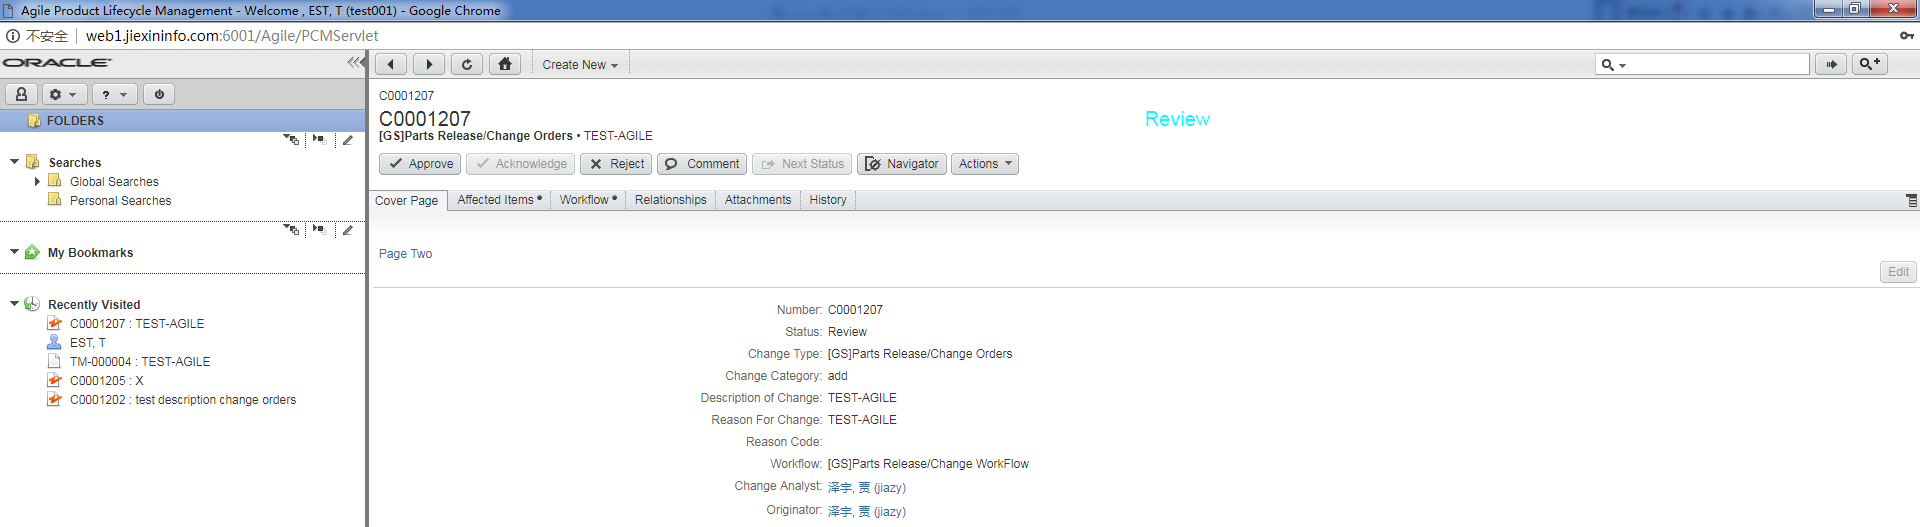 Agile Product Lifecycle Management - Welcome , EST, T (test001) - Google Chrome
不安全 web1.jiexininfo.com:6001/Agile/PCMServlet
ORACLE
Create New
?
FOLDERS
Searches
Global Searches
Personal Searches
My Bookmarks
Recently Visited
C0001207 : TEST-AGILE
EST, T
TM-000004 : TEST-AGILE
C0001205 : X
C0001202 : test description change orders
C0001207
C0001207
Review
[GS]Parts Release/Change Orders • TEST-AGILE
Approve Acknowledge Reject Comment Next Status Navigator Actions
Cover Page Affected Items • Workflow • Relationships Attachments History
Page Two
Edit
Number: C0001207
Status: Review
Change Type: [GS]Parts Release/Change Orders
Change Category: add
Description of Change: TEST-AGILE
Reason For Change: TEST-AGILE
Reason Code:
Workflow: [GS]Parts Release/Change WorkFlow
Change Analyst: 泽宇, 贾 (jiazy)
Originator: 泽宇, 贾 (jiazy)